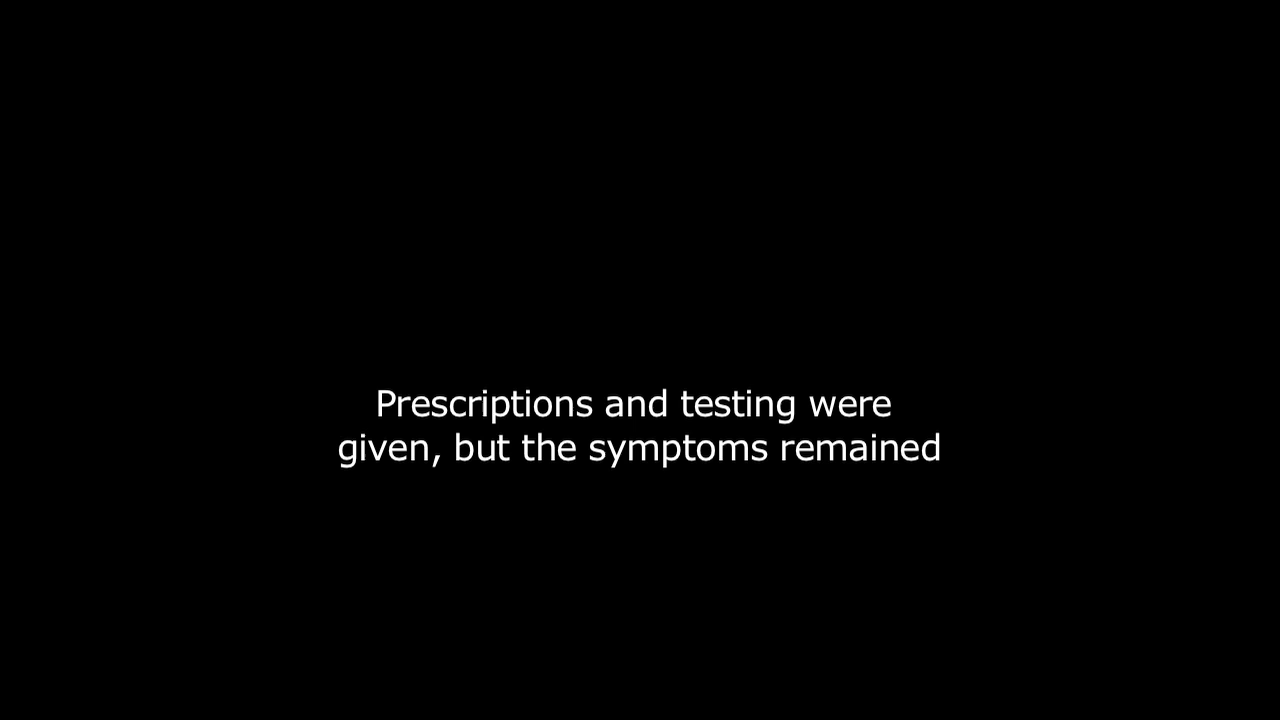 Prescriptions and testing were
given, but the symptoms remained